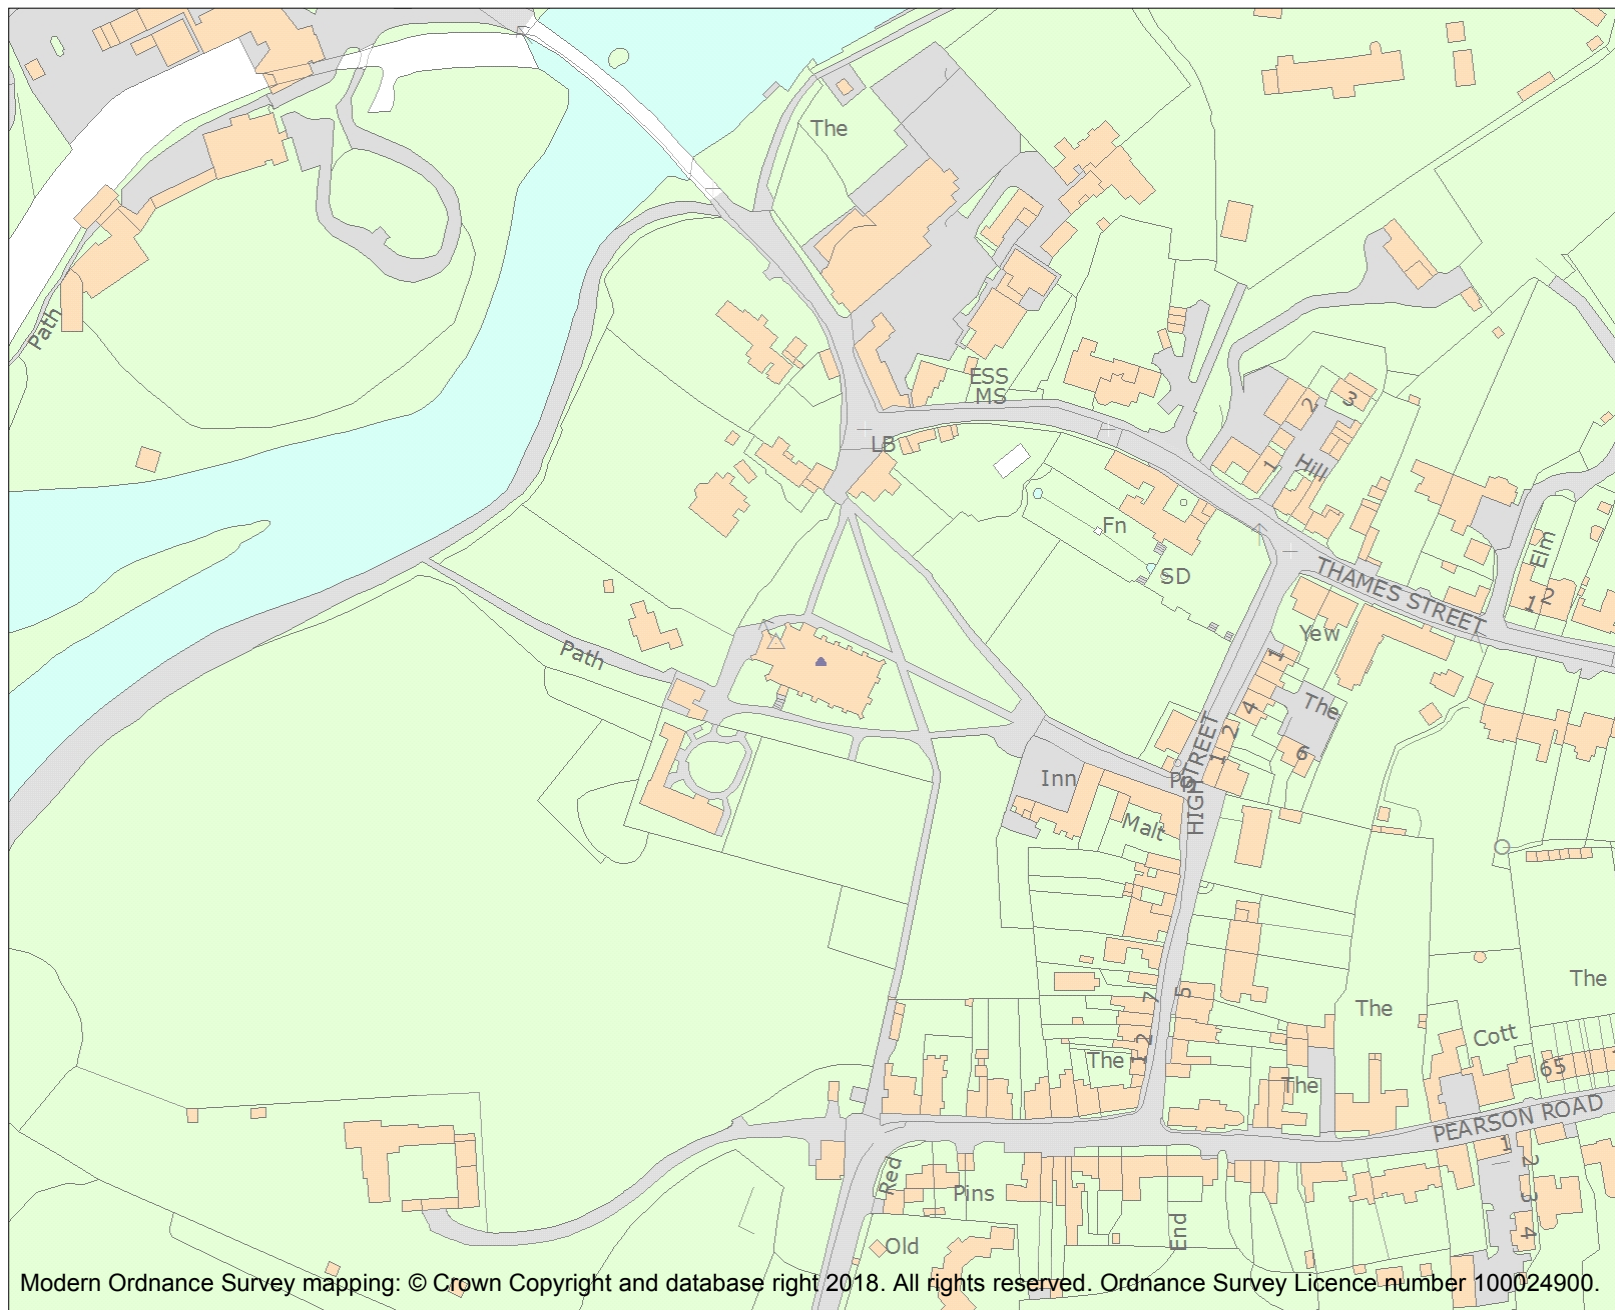 The
Path
ESS
MS
LB
2
3
1
Hill
Fn
SD
Elm
THAMES STREET
1
2
Yew
Path
1
4
The
2
1
6
HIGH STREET
Inn
Malt
The
7
5
The
2
1
The
The
Cott
65
PEARSON ROAD
1
Red
Pins
2
3
4
End
Old
Modern Ordnance Survey mapping: © Crown Copyright and database right 2018. All rights reserved. Ordnance Survey Licence number 100024900.